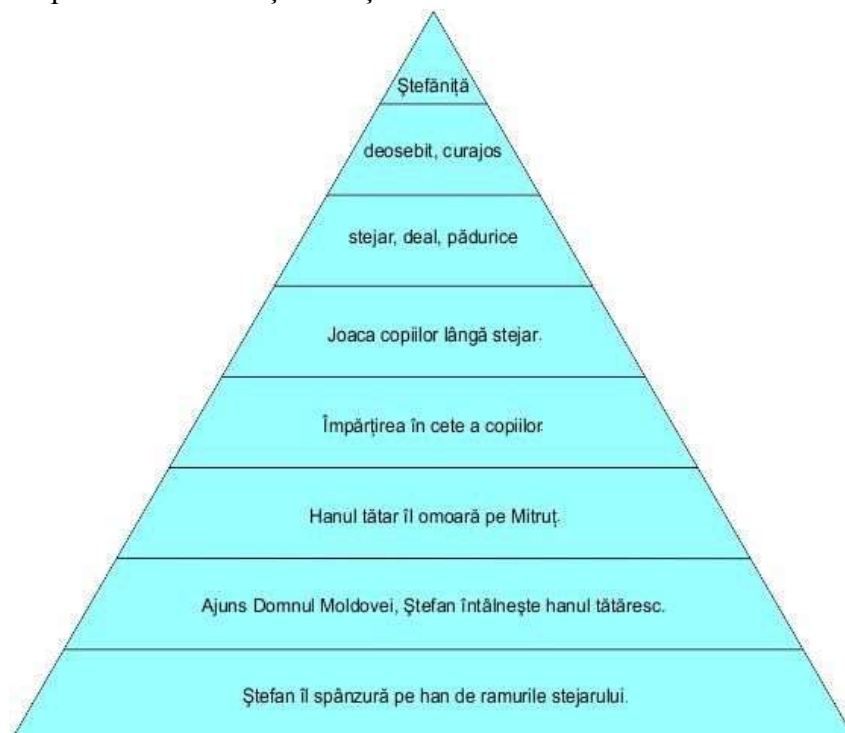 Ştefăniţă
deosebit, curajos
stejar, deal, pădurice
Joaca copiilor lângă stejar.
Împărţirea în cete a copiilor
Hanul tătar îl omoară pe Mitruţ.
Ajuns Domnul Moldovei, Ştefan întâlneşte hanul tătăresc.
Ştefan îl spânzură pe han de ramurile stejarului.